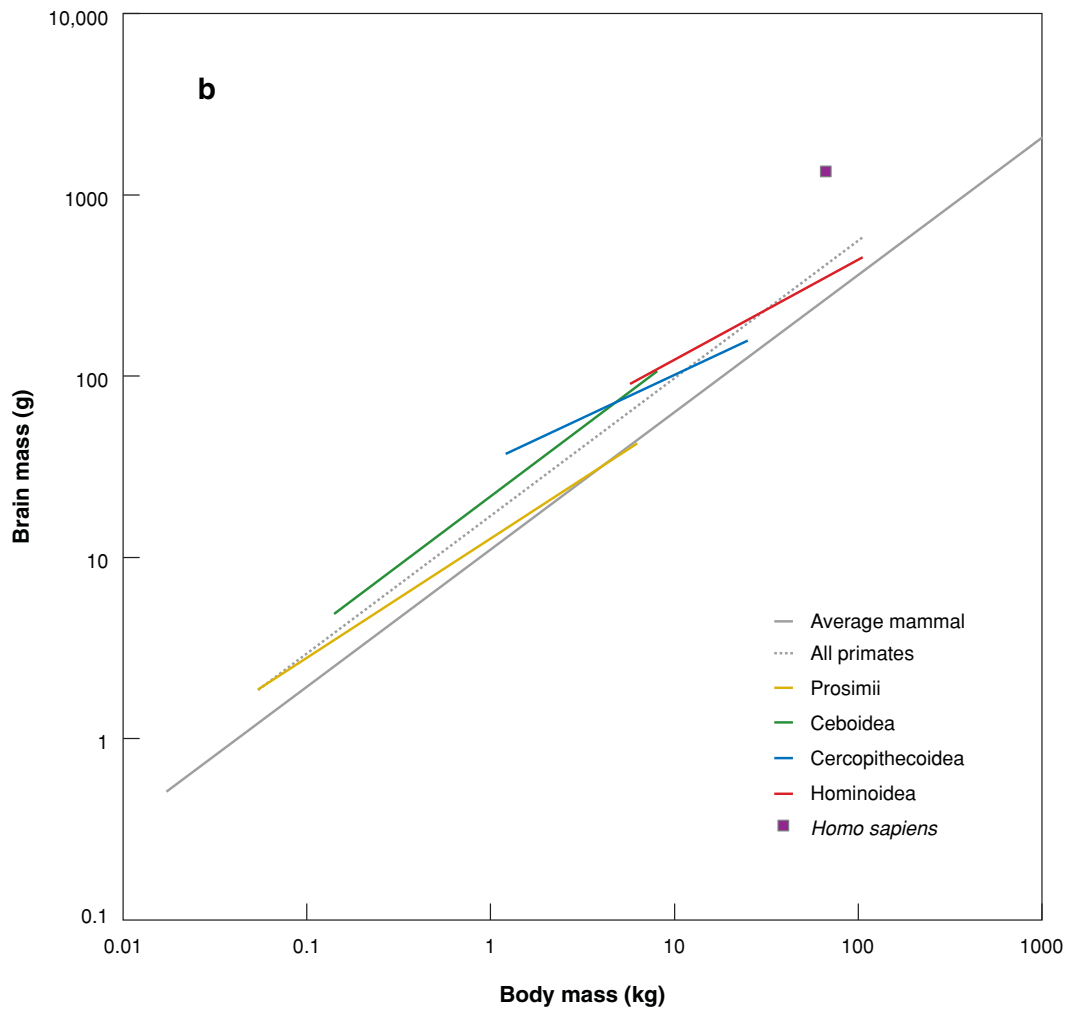 10,000
b
1000
100
10
1
0.1
Brain mass (g)
Average mammal
All primates
Prosimii
Ceboidea
Cercopithecoidea
Hominoidea
Homo sapiens
0.01
0.1
1
10
100
1000
Body mass (kg)